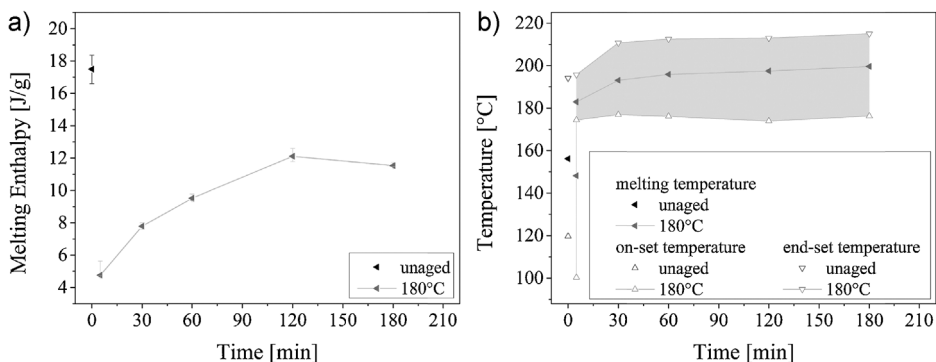 a)
Melting Enthalpy [J/g]
20
18
16
14
12
10
8
6
4
0 30 60 90 120 150 180 210
Time [min]
unaged
180°C
b)
Temperature [°C]
220
200
180
160
140
120
100
0 30 60 90 120 150 180 210
Time [min]
melting temperature
unaged
180°C
on-set temperature end-set temperature
unaged unaged
180°C 180°C